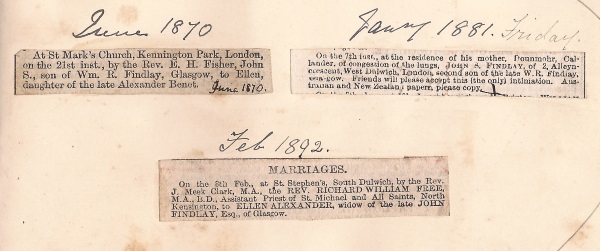 June 1870
At St Mark's Church, Kennington Park, London,
on the 21st inst., by the Rev. E. H. Fisher, John
S., son of Wm. R. Findlay, Glasgow, to Ellen,
daughter of the late Alexander Benet.
June 1870.
Jany 1881. Friday.
On the 7th inst., at the residence of his mother, Dounmohr, Cal-
lander, of congestion of the lungs, JOHN S. FINDLAY, of 2, Alleyn-
crescent, West Dulwich, London, second son of the late W. R. Findlay,
Glasgow. Friends will please accept this (the only) intimation. Aus-
tralian and New Zealand papers, please copy.
Feb 1892.
MARRIAGES.
On the 8th Feb., at St. Stephen's, South Dulwich, by the Rev.
J. Meek Clark, M.A., the REV. RICHARD WILLIAM FREE,
M.A., B.D., Assistant Priest of St. Michael and All Saints, North
Kensington, to ELLEN ALEXANDER, widow of the late JOHN
FINDLAY, Esq., of Glasgow.